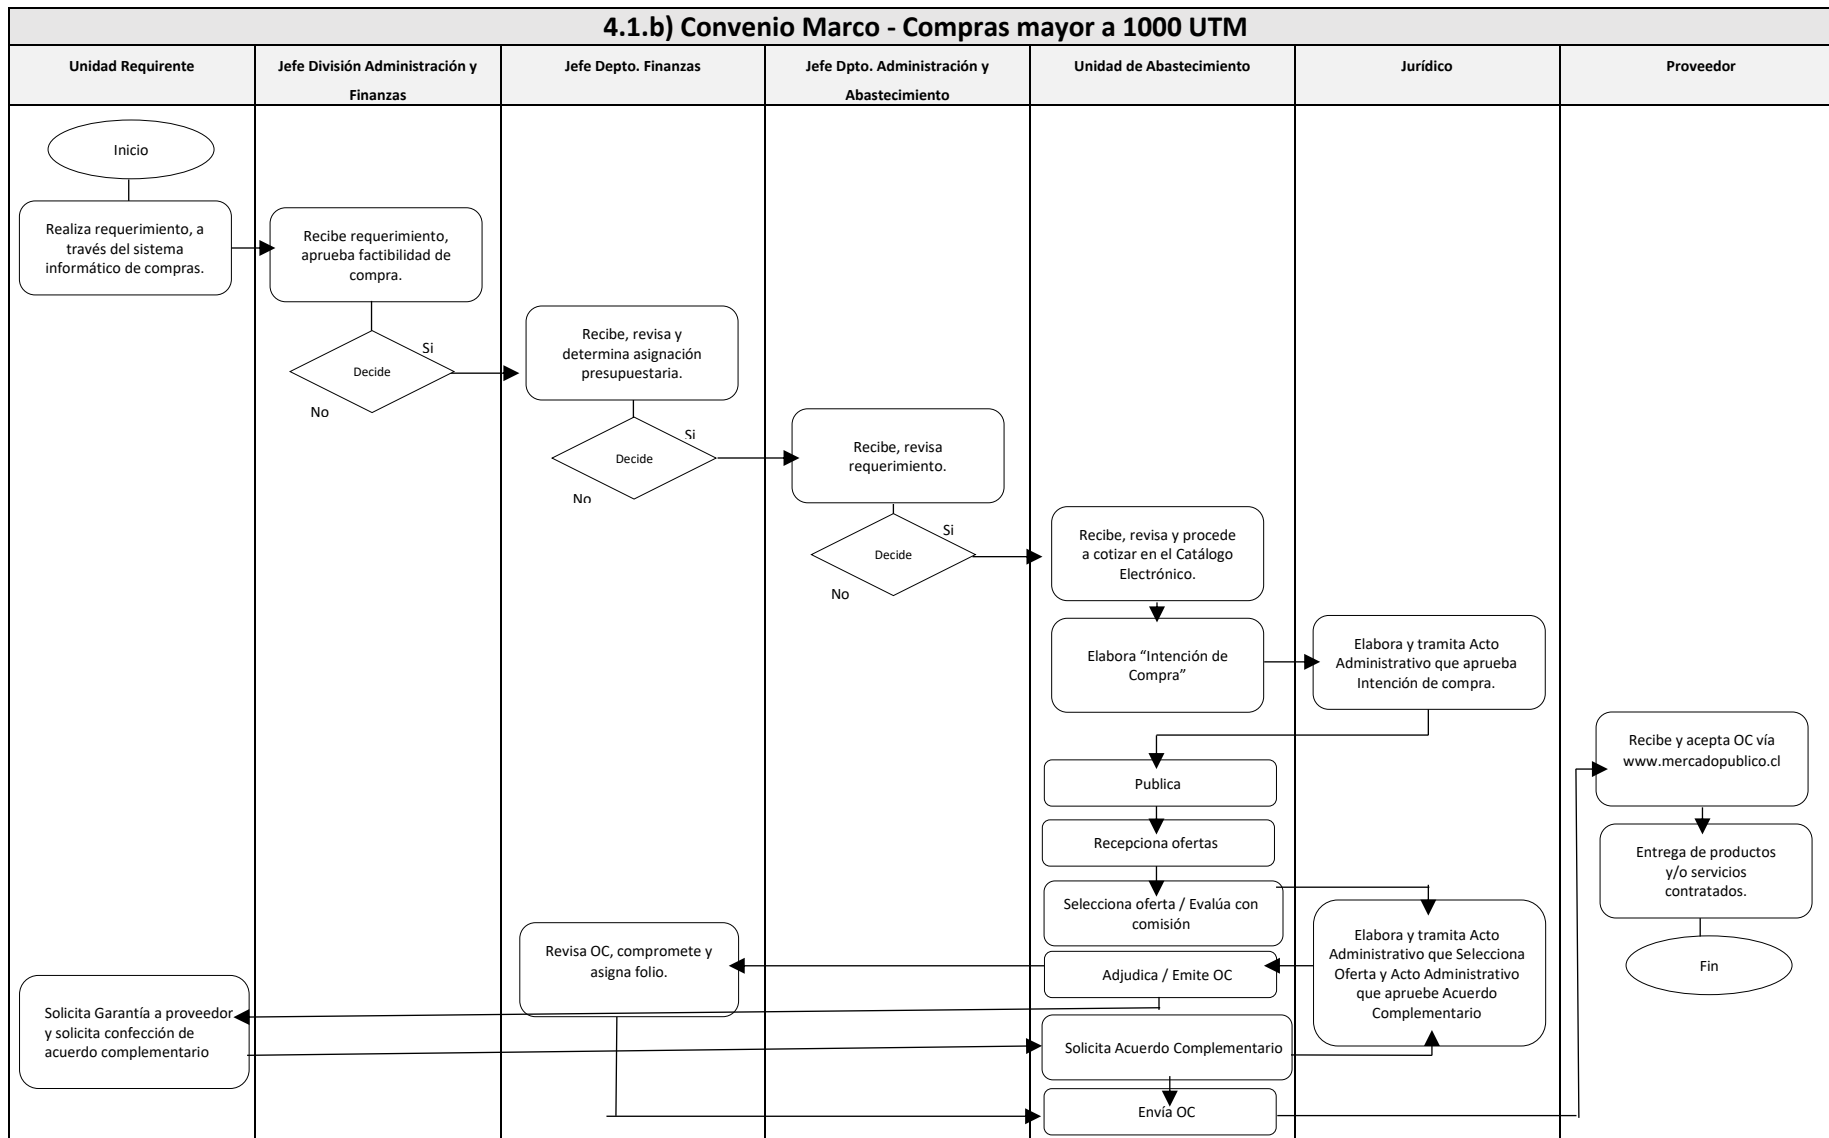 4.1.b) Convenio Marco - Compras mayor a 1000 UTM
Unidad Requirente
Jefe División Administración y
Finanzas
Jefe Depto. Finanzas
Jefe Dpto. Administración y
Abastecimiento
Unidad de Abastecimiento
Jurídico
Proveedor
Inicio
Realiza requerimiento, a
través del sistema
informático de compras.
Recibe requerimiento,
aprueba factibilidad de
compra.
Decide
Si
No
Recibe, revisa y
determina asignación
presupuestaria.
Decide
Si
No
Recibe, revisa
requerimiento.
Decide
Si
No
Recibe, revisa y procede
a cotizar en el Catálogo
Electrónico.
Elabora “Intención de
Compra”
Elabora y tramita Acto
Administrativo que aprueba
Intención de compra.
Publica
Recepciona ofertas
Selecciona oferta / Evalúa con
comisión
Elabora y tramita Acto
Administrativo que Selecciona
Oferta y Acto Administrativo
que apruebe Acuerdo
Complementario
Adjudica / Emite OC
Revisa OC, compromete y
asigna folio.
Solicita Garantía a proveedor
y solicita confección de
acuerdo complementario
Solicita Acuerdo Complementario
Envía OC
Recibe y acepta OC vía
www.mercadopublico.cl
Entrega de productos
y/o servicios
contratados.
Fin